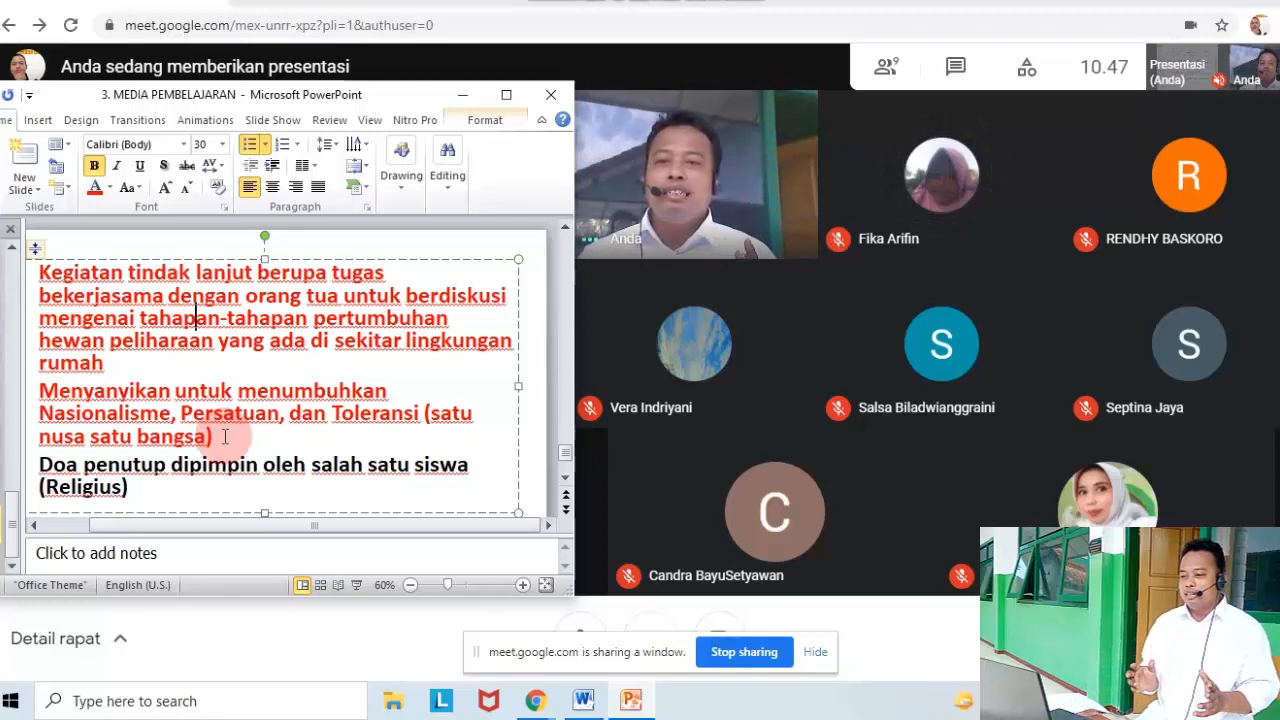 meet.google.com/mex-unrr-xpz?pli=1&authuser=0
Anda sedang memberikan presentasi
9
10.47
Presentasi
(Anda)
Anda
3. MEDIA PEMBELAJARAN - Microsoft PowerPoint
me Insert Design Transitions Animations Slide Show Review View Nitro Pro Format
Calibri (Body) 30
New
Slide
B I U S abc AV
A Aa A A
Drawing
Editing
Slides Font Paragraph
Kegiatan tindak lanjut berupa tugas
bekerjasama dengan orang tua untuk berdiskusi
mengenai tahapan-tahapan pertumbuhan
hewan peliharaan yang ada di sekitar lingkungan
rumah
Menyanyikan untuk menumbuhkan
Nasionalisme, Persatuan, dan Toleransi (satu
nusa satu bangsa)
Doa penutup dipimpin oleh salah satu siswa
(Religius)
Click to add notes
"Office Theme" English (U.S.) 60%
Anda
Fika Arifin
R
RENDHY BASKORO
Vera Indriyani
S
Salsa Biladwianggraini
S
Septina Jaya
C
Candra BayuSetyawan
Detail rapat
meet.google.com is sharing a window. Stop sharing Hide
Type here to search
L
W
P